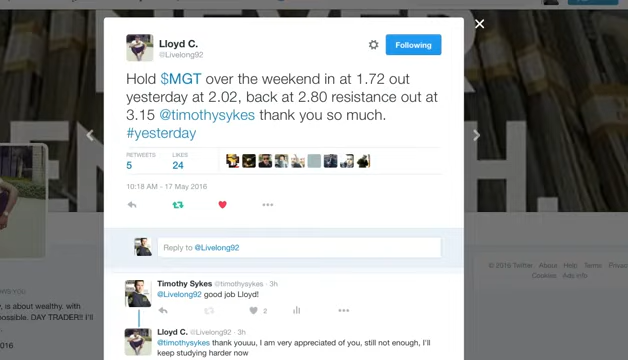 Lloyd C.
@Livelong92
Following
Hold $MGT over the weekend in at 1.72 out
yesterday at 2.02, back at 2.80 resistance out at
3.15 @timothysykes thank you so much.
#yesterday
RETWEETS
5
LIKES
24
10:18 AM - 17 May 2016
Reply to @Livelong92
Timothy Sykes @timothysykes · 3h
@Livelong92 good job Lloyd!
2
Lloyd C. @Livelong92 · 3h
@timothysykes thank youuu, I am very appreciated of you, still not enough, I'll
keep studying harder now
© 2016 Twitter About Help Terms
Cookies Ads info
is about wealthy. with
DAY TRADER!! I'll